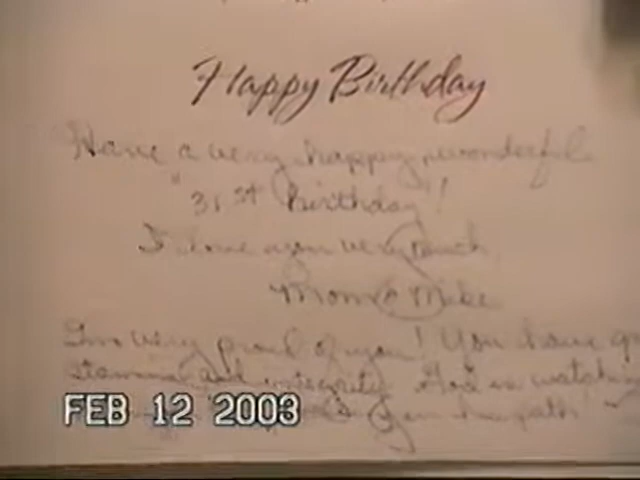 Happy Birthday
Have a very happy, wonderful
"31st Birthday"!
I love you very much
Mom & Mike
I'm very proud of you! You have
stamina and integrity. God is watching
path!
FEB 12 2003